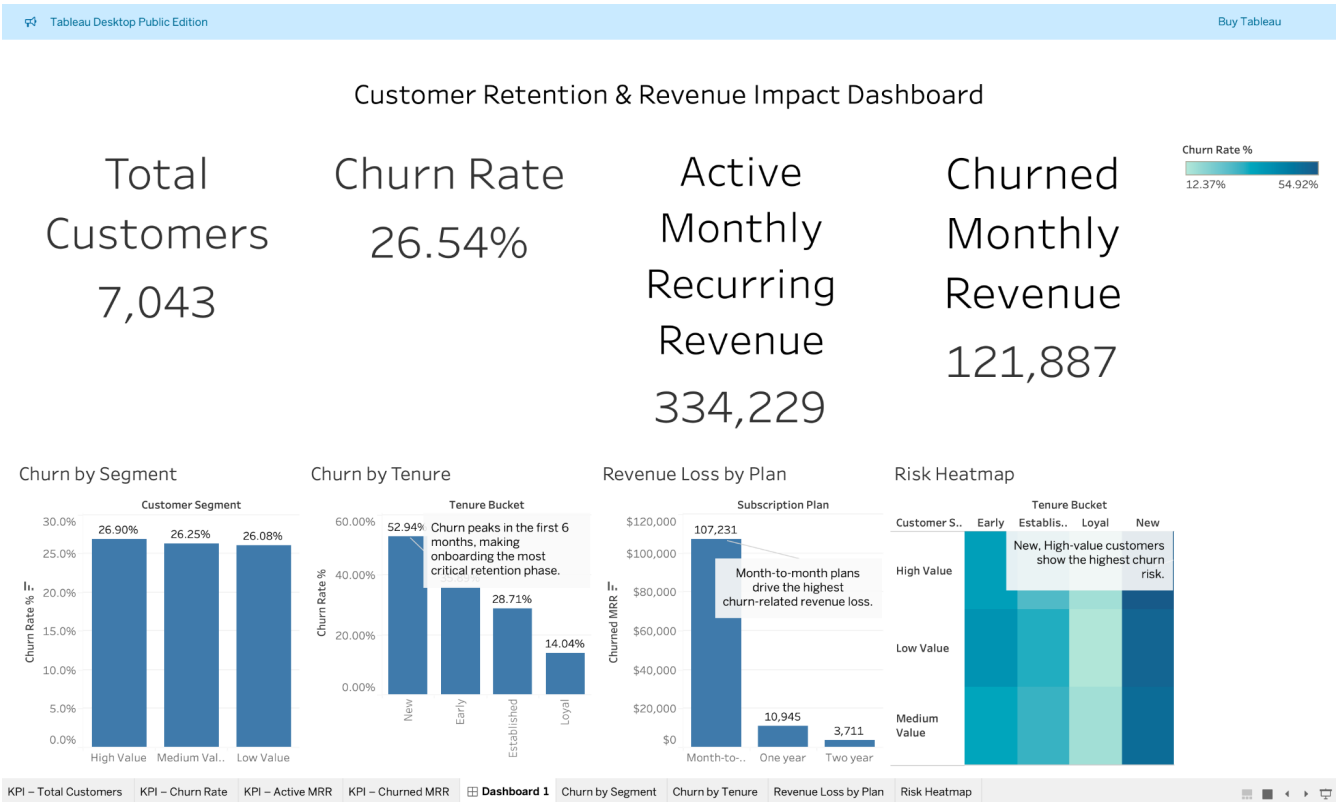 Tableau Desktop Public Edition
Buy Tableau
Customer Retention & Revenue Impact Dashboard
Total
Customers
7,043
Churn Rate
26.54%
Active
Monthly
Recurring
Revenue
334,229
Churned
Monthly
Revenue
121,887
Churn Rate %
12.37% 54.92%
Churn by Segment
Customer Segment
Churn Rate %
30.0%
25.0%
20.0%
15.0%
10.0%
5.0%
0.0%
26.90% 26.25% 26.08%
High Value Medium Val.. Low Value
Churn by Tenure
Tenure Bucket
Churn Rate %
60.00%
40.00%
20.00%
0.00%
52.94%
28.71%
14.04%
Churn peaks in the first 6
months, making
onboarding the most
critical retention phase.
New Early Established Loyal
Revenue Loss by Plan
Subscription Plan
Churned MRR
$120,000
$100,000
$80,000
$60,000
$40,000
$20,000
$0
107,231
10,945
3,711
Month-to-month plans
drive the highest
churn-related revenue loss.
Month-to-.. One year Two year
Risk Heatmap
Tenure Bucket
Customer S.. Early Establis.. Loyal New
High Value
Low Value
Medium
Value
New, High-value customers
show the highest churn
risk.
KPI – Total Customers KPI – Churn Rate KPI – Active MRR KPI – Churned MRR Dashboard 1 Churn by Segment Churn by Tenure Revenue Loss by Plan Risk Heatmap